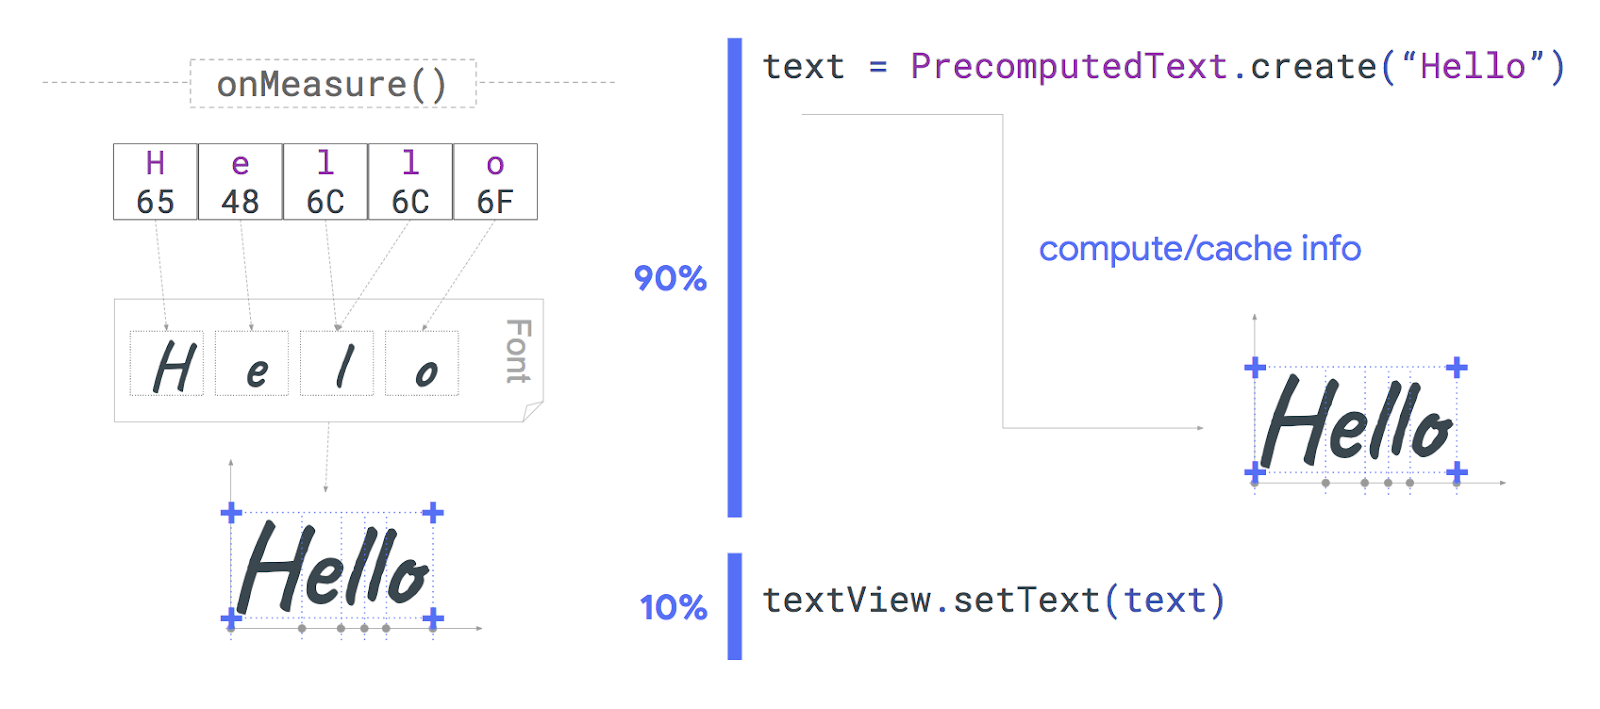 onMeasure()
H e l l o
65 48 6C 6C 6F
H e l o
Font
Hello
90%
text = PrecomputedText.create(“Hello”)
compute/cache info
Hello
10%
textView.setText(text)